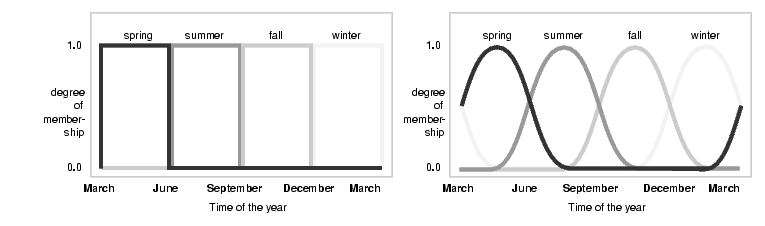 spring summer fall winter
1.0
degree
of
member-
ship
0.0
March June September December March
Time of the year
spring summer fall winter
1.0
degree
of
member-
ship
0.0
March June September December March
Time of the year